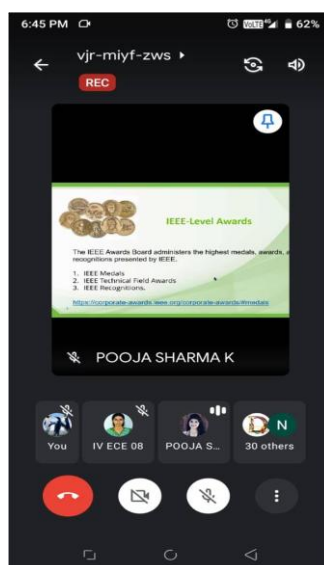 6:45 PM
62%
vjr-miyf-zws
REC
IEEE-Level Awards
The IEEE Awards Board administers the highest medals, awards, a
recognitions presented by IEEE.
1. IEEE Medals
2. IEEE Technical Field Awards
3. IEEE Recognitions.
https://corporate-awards.ieee.org/corporate-awards/#medals
POOJA SHARMA K
You
IV ECE 08
POOJA S...
N
30 others